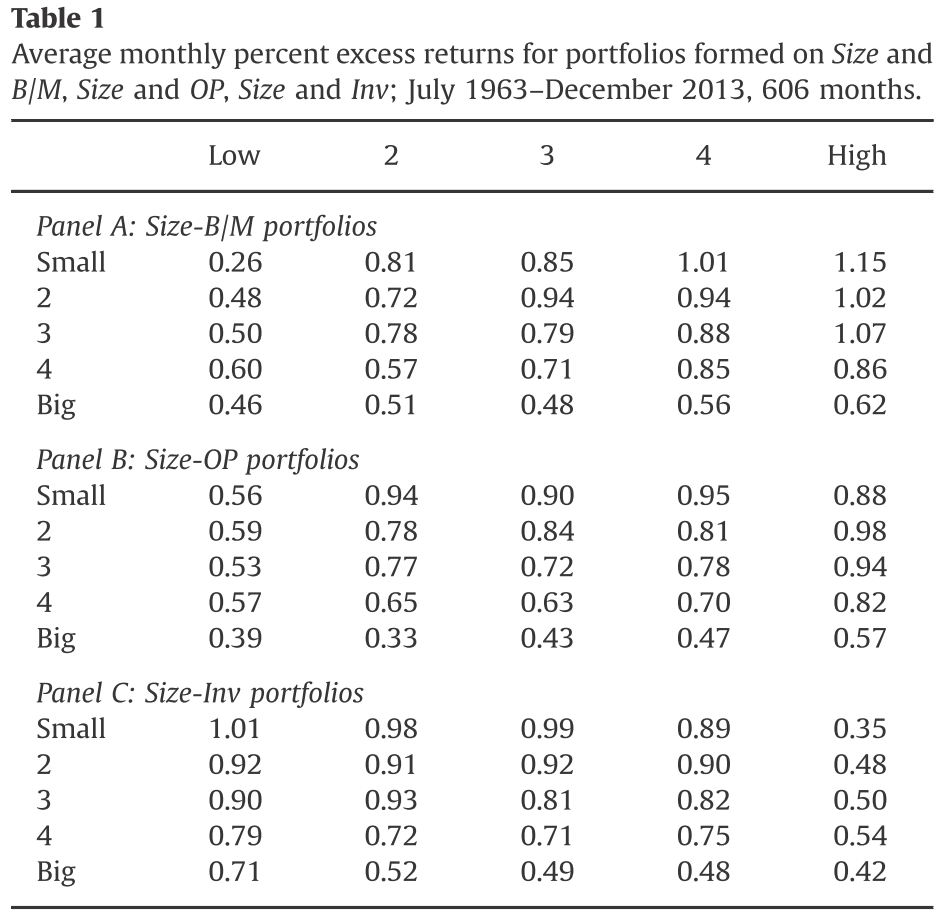 Table 1
Average monthly percent excess returns for portfolios formed on Size and
B/M, Size and OP, Size and Inv; July 1963–December 2013, 606 months.
Low 2 3 4 High
Panel A: Size-B/M portfolios
Small 0.26 0.81 0.85 1.01 1.15
2 0.48 0.72 0.94 0.94 1.02
3 0.50 0.78 0.79 0.88 1.07
4 0.60 0.57 0.71 0.85 0.86
Big 0.46 0.51 0.48 0.56 0.62
Panel B: Size-OP portfolios
Small 0.56 0.94 0.90 0.95 0.88
2 0.59 0.78 0.84 0.81 0.98
3 0.53 0.77 0.72 0.78 0.94
4 0.57 0.65 0.63 0.70 0.82
Big 0.39 0.33 0.43 0.47 0.57
Panel C: Size-Inv portfolios
Small 1.01 0.98 0.99 0.89 0.35
2 0.92 0.91 0.92 0.90 0.48
3 0.90 0.93 0.81 0.82 0.50
4 0.79 0.72 0.71 0.75 0.54
Big 0.71 0.52 0.49 0.48 0.42